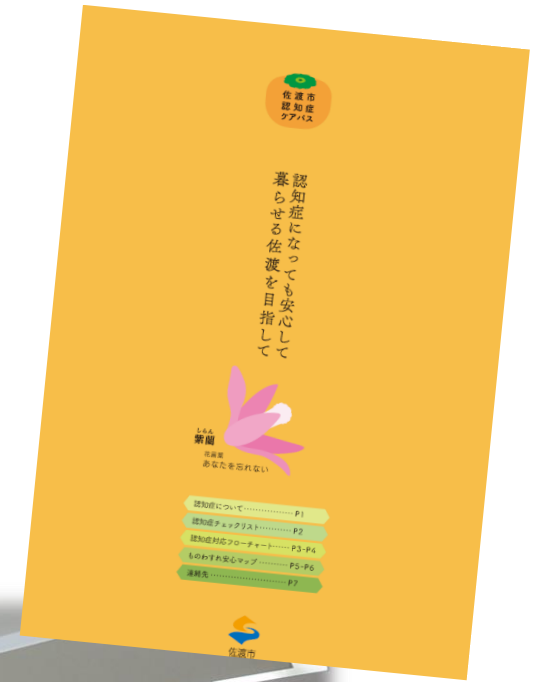 佐渡市
認知症
ケアパス
認知症になっても安心して
暮らせる佐渡を目指して
しらん
紫蘭
花言葉
あなたを忘れない
認知症について・・・・・・・・・・・・・・・・P1
認知症チェックリスト・・・・・・・・・・・・P2
認知症対応フローチャート・・・・・・P3-P4
ものわすれ安心マップ・・・・・・・・・・P5-P6
連絡先・・・・・・・・・・・・・・・・・・・・・・・・P7
佐渡市